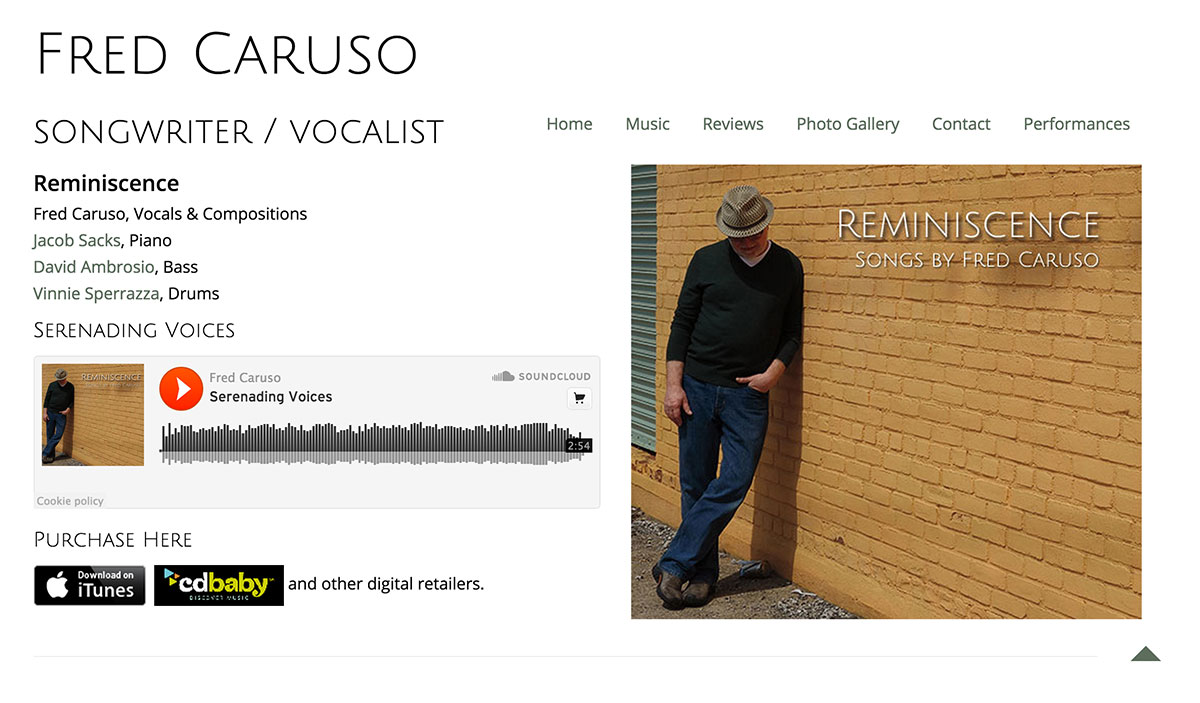 FRED CARUSO
SONGWRITER / VOCALIST
Home Music Reviews Photo Gallery Contact Performances
Reminiscence
Fred Caruso, Vocals & Compositions
Jacob Sacks, Piano
David Ambrosio, Bass
Vinnie Sperrazza, Drums
SERENADING VOICES
REMINISCENCE
Fred Caruso
Serenading Voices
SOUNDCLOUD
2:54
Cookie policy
PURCHASE HERE
Download on
iTunes
cdbaby
DISCOVER MUSIC
and other digital retailers.
REMINISCENCE
SONGS BY FRED CARUSO